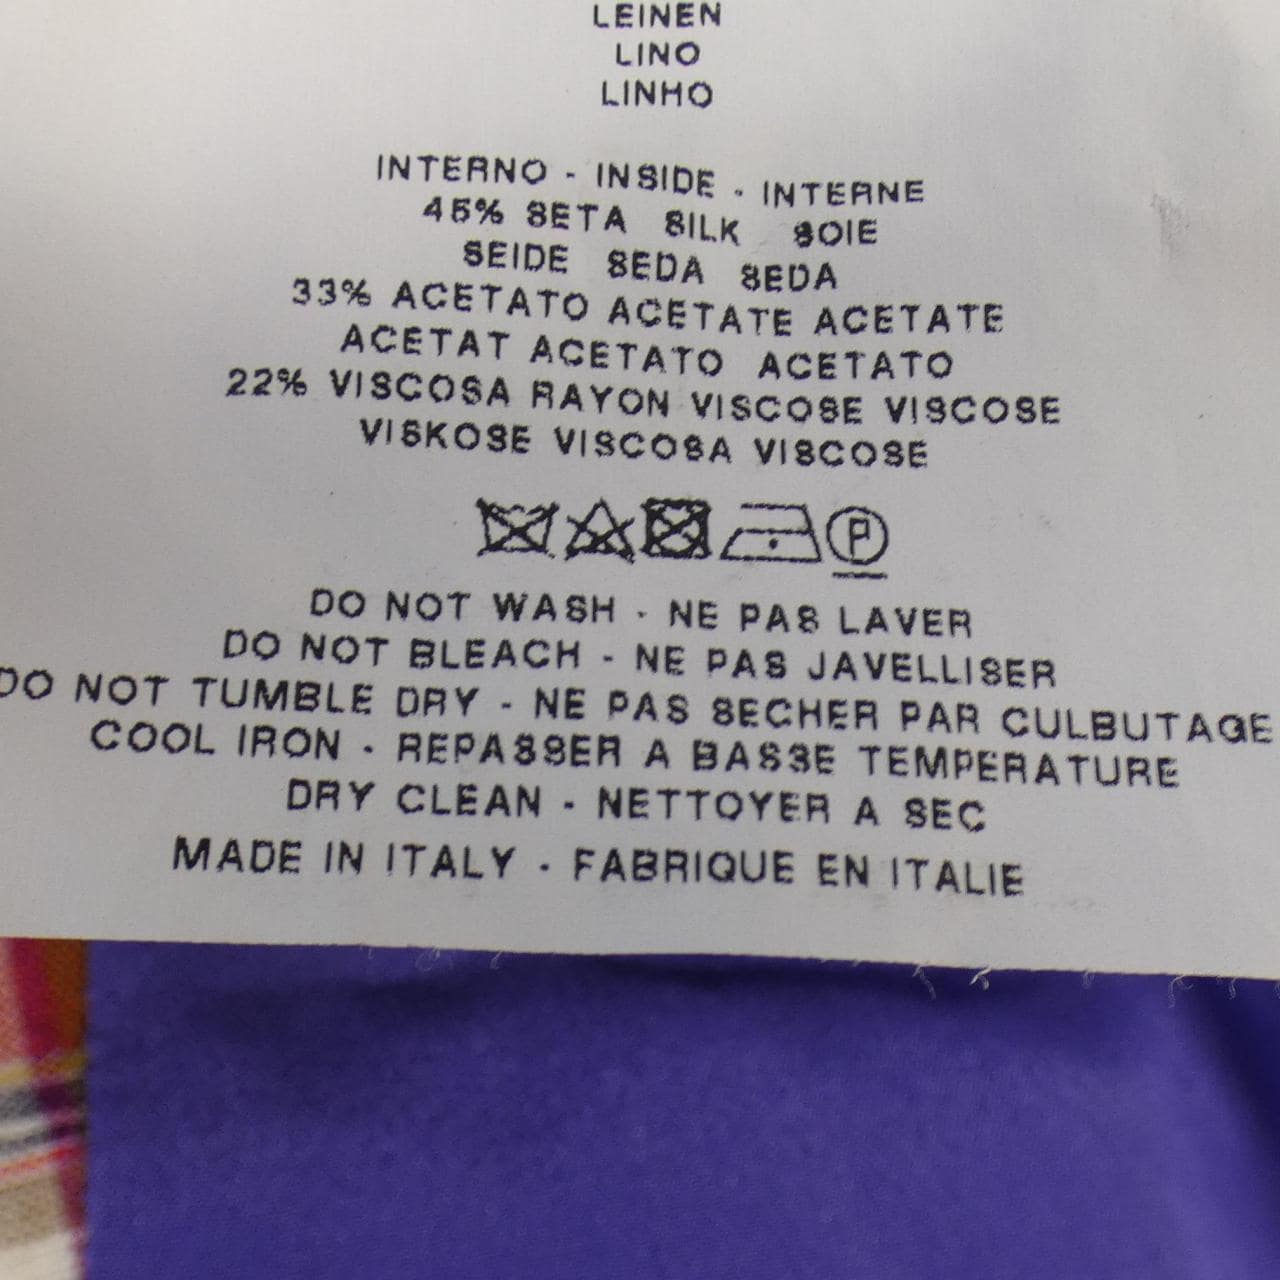 LEINEN
LINO
LINHO
INTERNO - INSIDE - INTERNE
45% SETA SILK SOIE
SEIDE SEDA SEDA
33% ACETATO ACETATE ACETATE
ACETAT ACETATO ACETATO
22% VISCOSA RAYON VISCOSE VISCOSE
VISKOSE VISCOSA VISCOSE
P
DO NOT WASH - NE PAS LAVER
DO NOT BLEACH - NE PAS JAVELLISER
DO NOT TUMBLE DRY - NE PAS SECHER PAR CULBUTAGE
COOL IRON - REPASSER A BASSE TEMPERATURE
DRY CLEAN - NETTOYER A SEC
MADE IN ITALY - FABRIQUE EN ITALIE